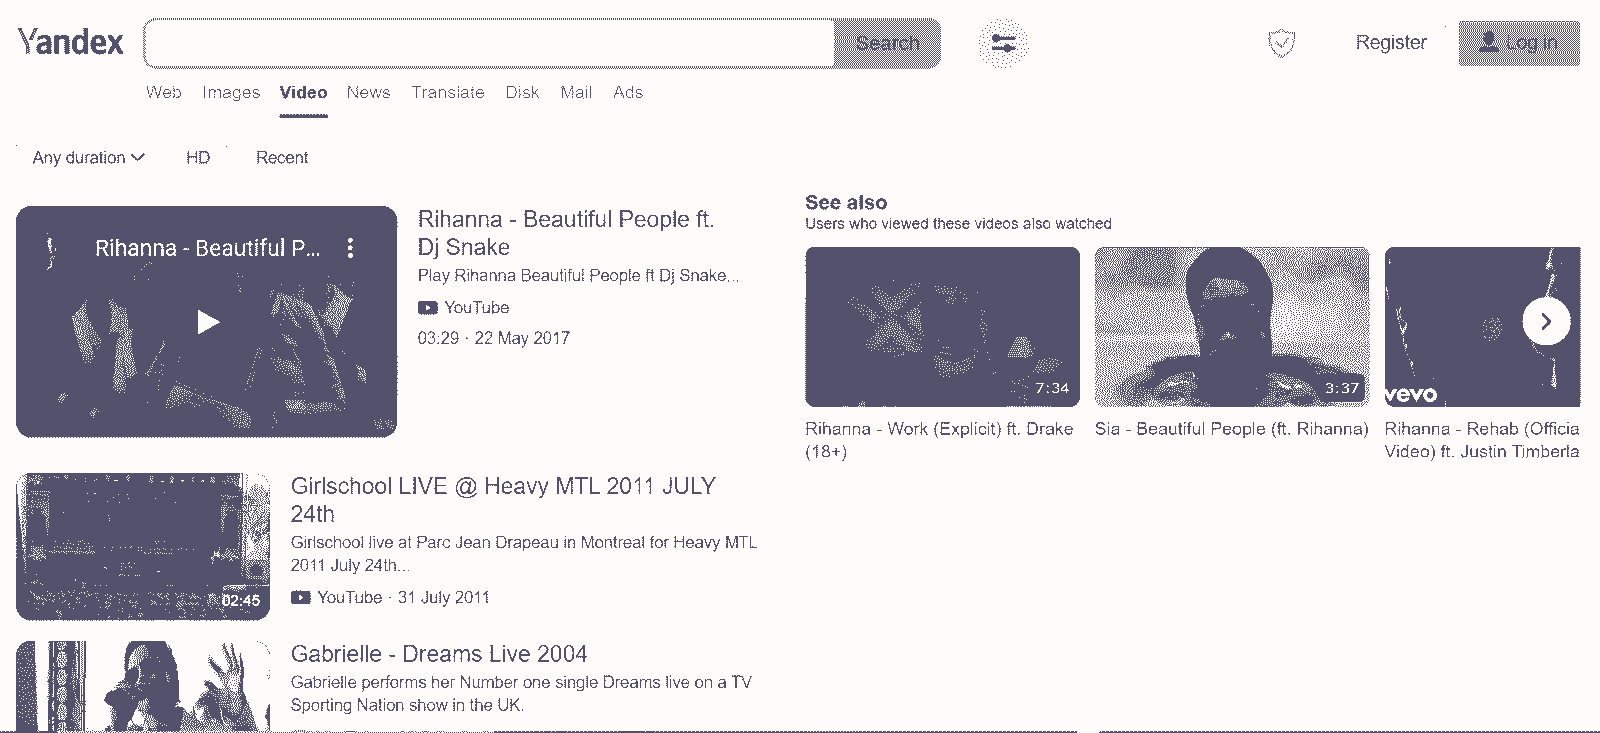 Yandex
Search
Register
Log in
Web Images Video News Translate Disk Mail Ads
Any duration HD Recent
Rihanna - Beautiful P...
Rihanna - Beautiful People ft.
Dj Snake
Play Rihanna Beautiful People ft Dj Snake...
YouTube
03:29 · 22 May 2017
02:45
Girlschool LIVE @ Heavy MTL 2011 JULY
24th
Girlschool live at Parc Jean Drapeau in Montreal for Heavy MTL
2011 July 24th...
YouTube · 31 July 2011
Gabrielle - Dreams Live 2004
Gabrielle performs her Number one single Dreams live on a TV
Sporting Nation show in the UK.
See also
Users who viewed these videos also watched
7:34
Rihanna - Work (Explicit) ft. Drake
(18+)
3:37
Sia - Beautiful People (ft. Rihanna)
vevo
Rihanna - Rehab (Officia
Video) ft. Justin Timberla